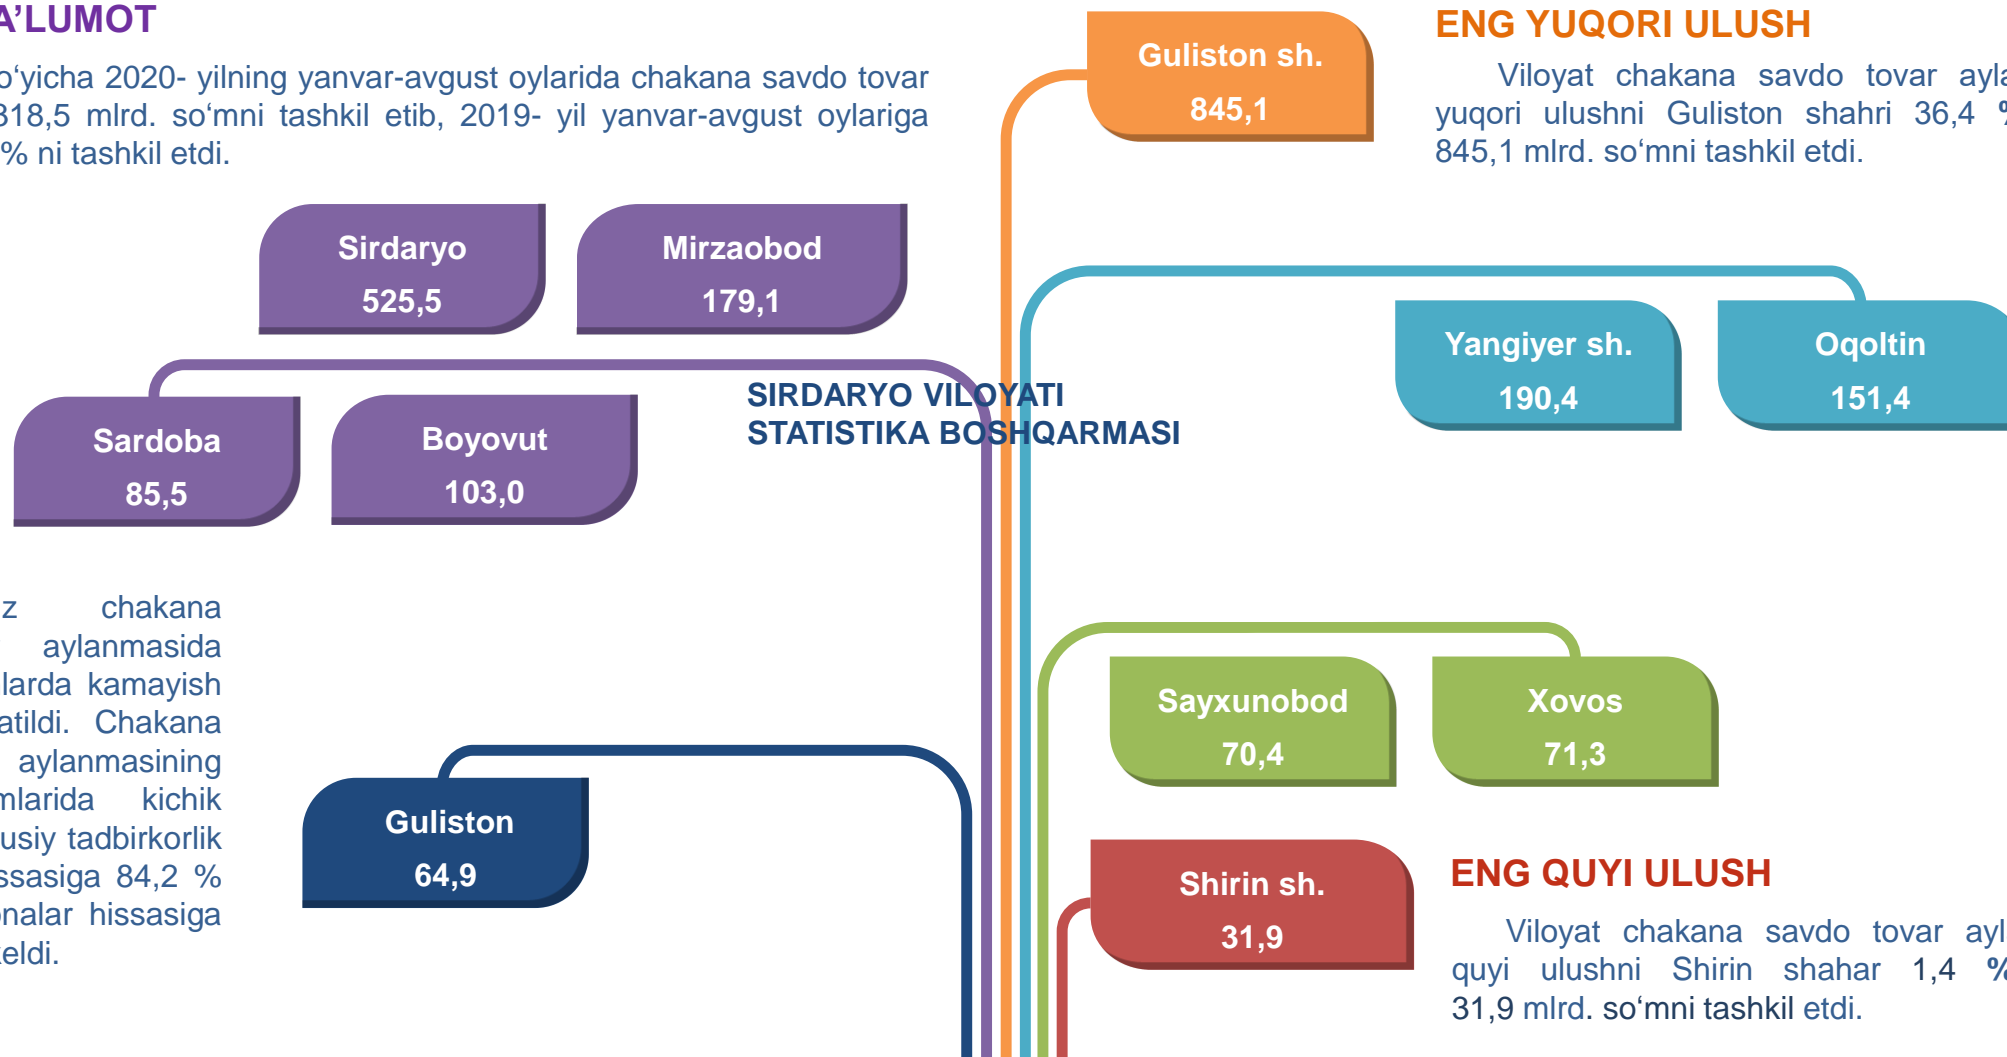 A’LUMOT
o‘yicha 2020- yilning yanvar-avgust oylarida chakana savdo tovar
318,5 mlrd. so‘mni tashkil etib, 2019- yil yanvar-avgust oylariga
% ni tashkil etdi.
Guliston sh.
845,1
ENG YUQORI ULUSH
Viloyat chakana savdo tovar ayla
yuqori ulushni Guliston shahri 36,4 %
845,1 mlrd. so‘mni tashkil etdi.
Sirdaryo
525,5
Mirzaobod
179,1
Yangiyer sh.
190,4
Oqoltin
151,4
SIRDARYO VILOYATI
STATISTIKA BOSHQARMASI
Sardoba
85,5
Boyovut
103,0
z chakana
aylanmasida
larda kamayish
atildi. Chakana
aylanmasining
mlarida kichik
usiy tadbirkorlik
ssasiga 84,2 %
onalar hissasiga
eldi.
Guliston
64,9
Sayxunobod
70,4
Xovos
71,3
Shirin sh.
31,9
ENG QUYI ULUSH
Viloyat chakana savdo tovar ayl
quyi ulushni Shirin shahar 1,4 %
31,9 mlrd. so‘mni tashkil etdi.